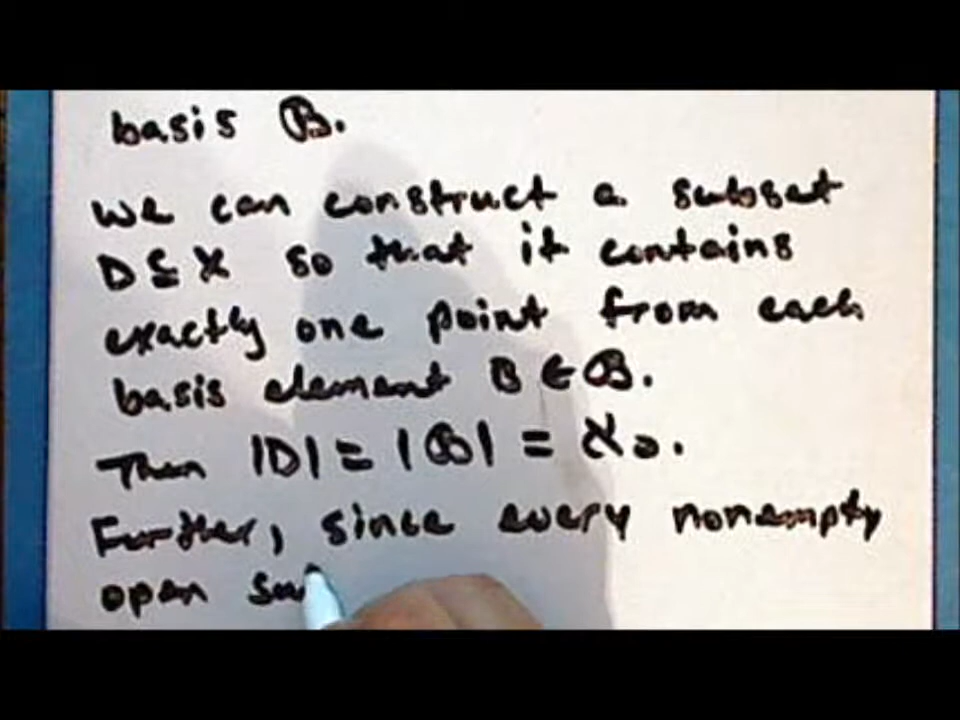 basis ℬ.
We can construct a subset
D ⊆ X so that it contains
exactly one point from each
basis element B ∈ ℬ.
Then |D| = |ℬ| = ℵ₀.
Further, since every nonempty
open